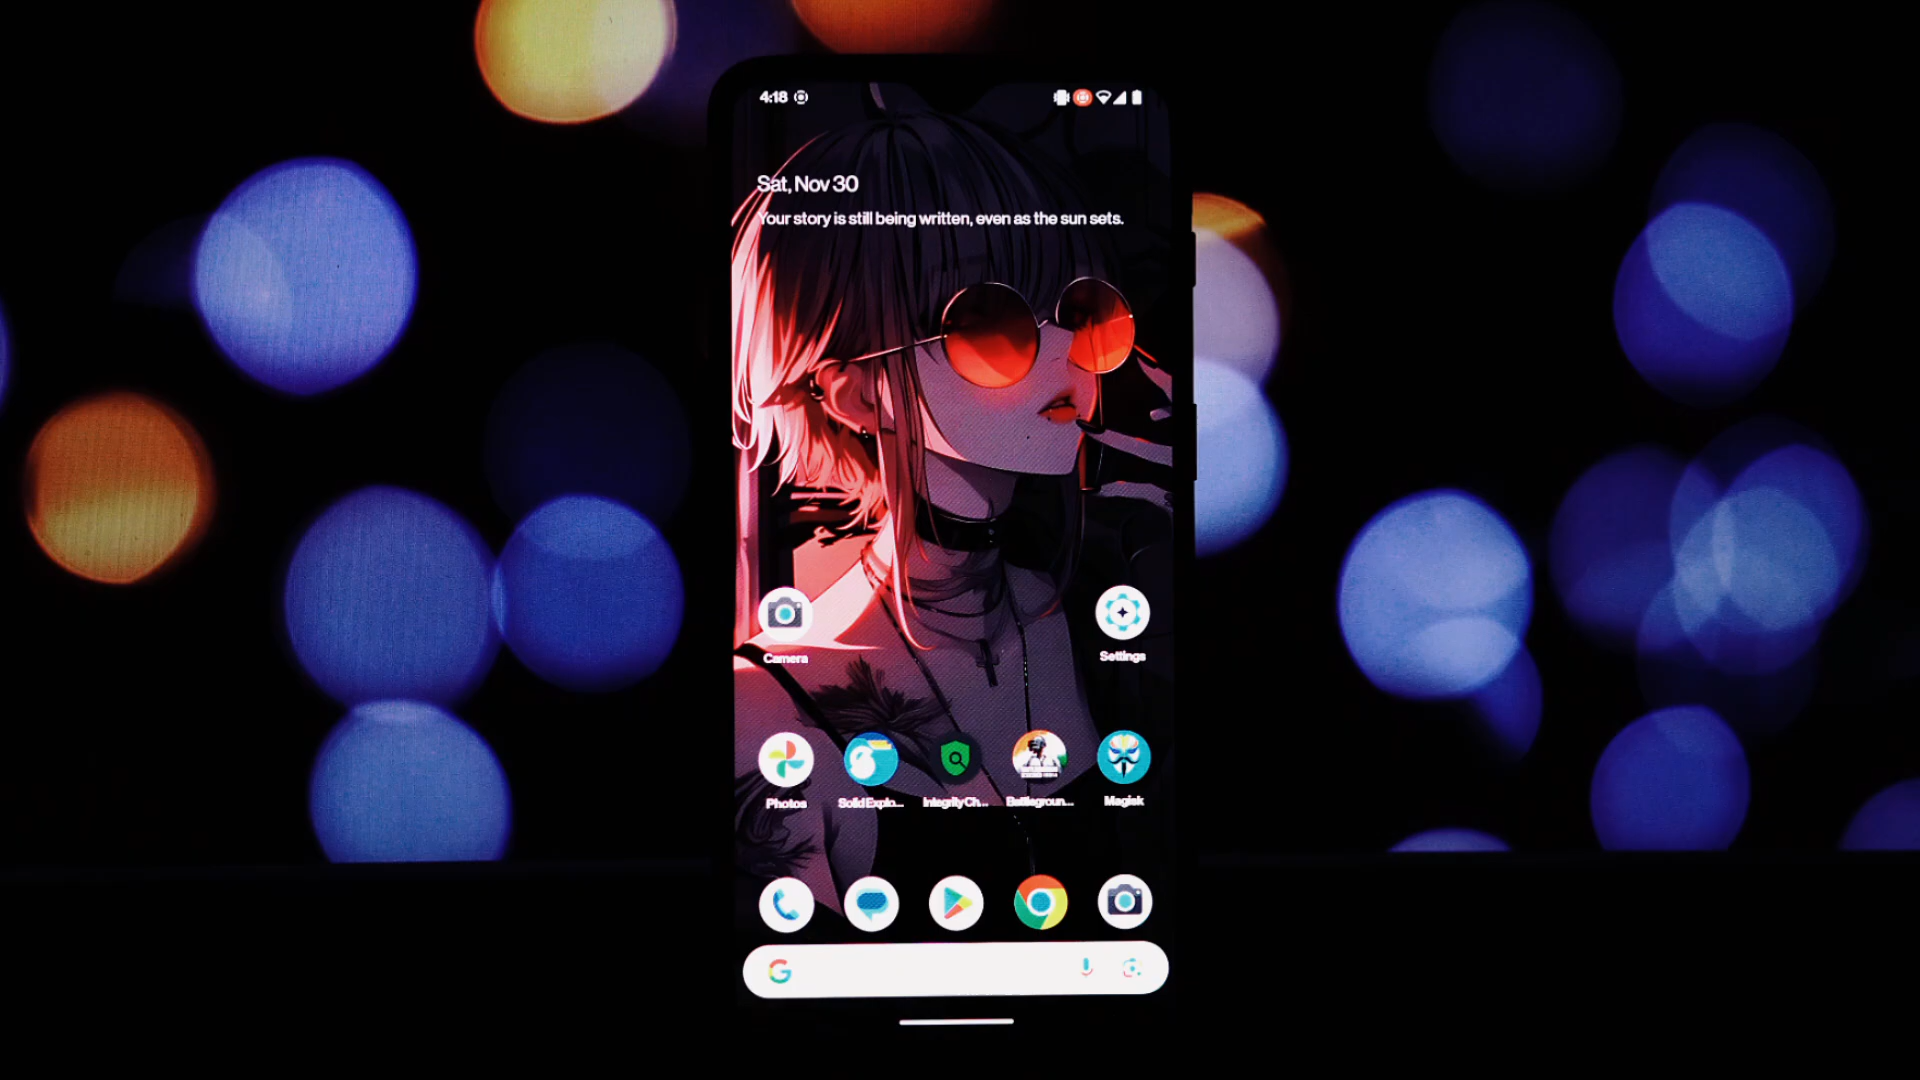 4:18
Sat, Nov 30
Your story is still being written, even as the sun sets.
Camera
Settings
Photos
Solid Explo...
Integrity Ch...
Battlegroun...
Magisk
G